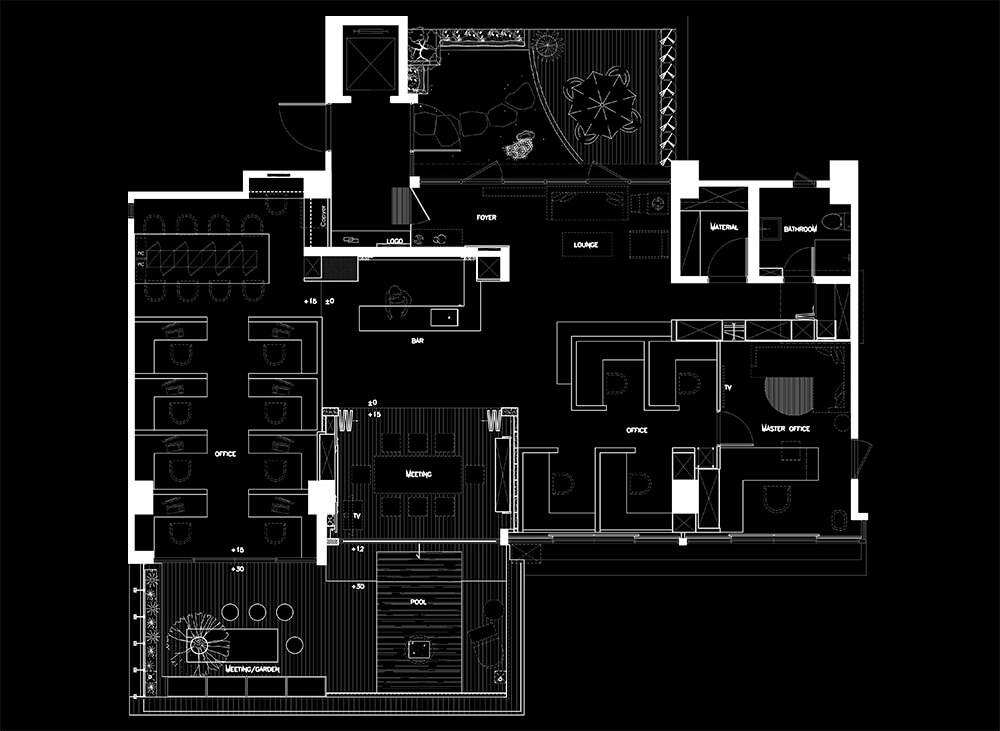 Copyer
FOYER
LOGO
LOUNGE
MATERIAL
BATHROOM
+15 ±0
BAR
±0
+15
TV
OFFICE
MASTER OFFICE
OFFICE
MEETING
TV
+15
+30
+12
+30
POOL
MEETING/GARDEN